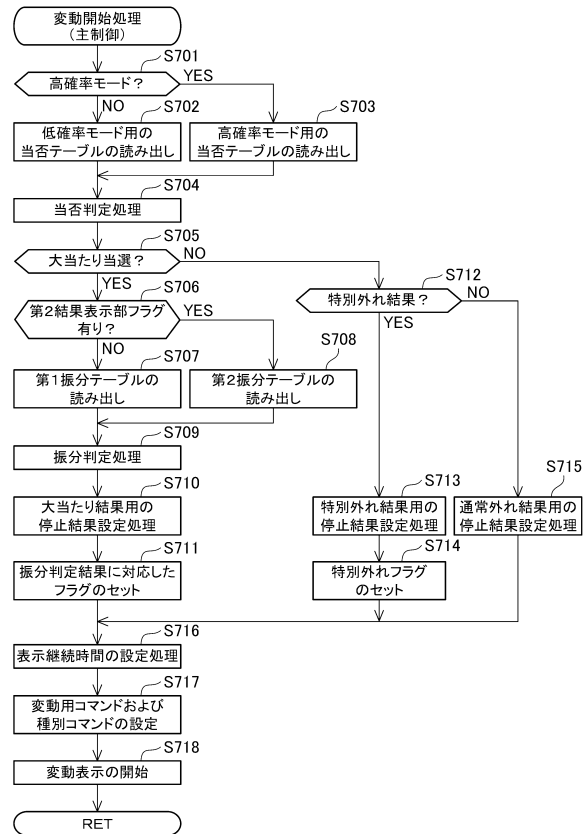 変動開始処理
(主制御)
S701
高確率モード?
YES
NO
S702
低確率モード用の
当否テーブルの読み出し
S703
高確率モード用の
当否テーブルの読み出し
S704
当否判定処理
S705
大当たり当選?
NO
YES
S706
第2結果表示部フラグ
有り?
YES
NO
S707
第1振分テーブルの
読み出し
S708
第2振分テーブルの
読み出し
S709
振分判定処理
S710
大当たり結果用の
停止結果設定処理
S711
振分判定結果に対応した
フラグのセット
S712
特別外れ結果?
NO
YES
S713
特別外れ結果用の
停止結果設定処理
S714
特別外れフラグ
のセット
S715
通常外れ結果用の
停止結果設定処理
S716
表示継続時間の設定処理
S717
変動用コマンドおよび
種別コマンドの設定
S718
変動表示の開始
RET